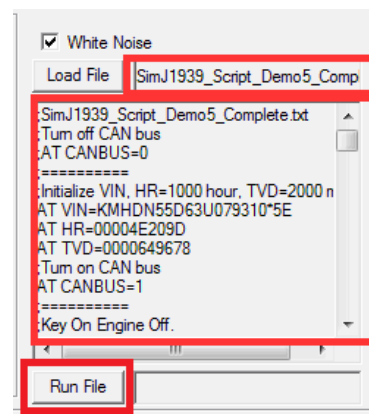 White Noise
Load File SimJ1939_Script_Demo5_Compl
;SimJ1939_Script_Demo5_Complete.txt
;Turn off CAN bus
;AT CANBUS=0
;==========
;Initialize VIN, HR=1000 hour, TVD=2000 m
AT VIN=KMHDN55D63U079310*5E
AT HR=00004E209D
AT TVD=0000649678
;Turn on CAN bus
AT CANBUS=1
;==========
;Key On Engine Off.
Run File